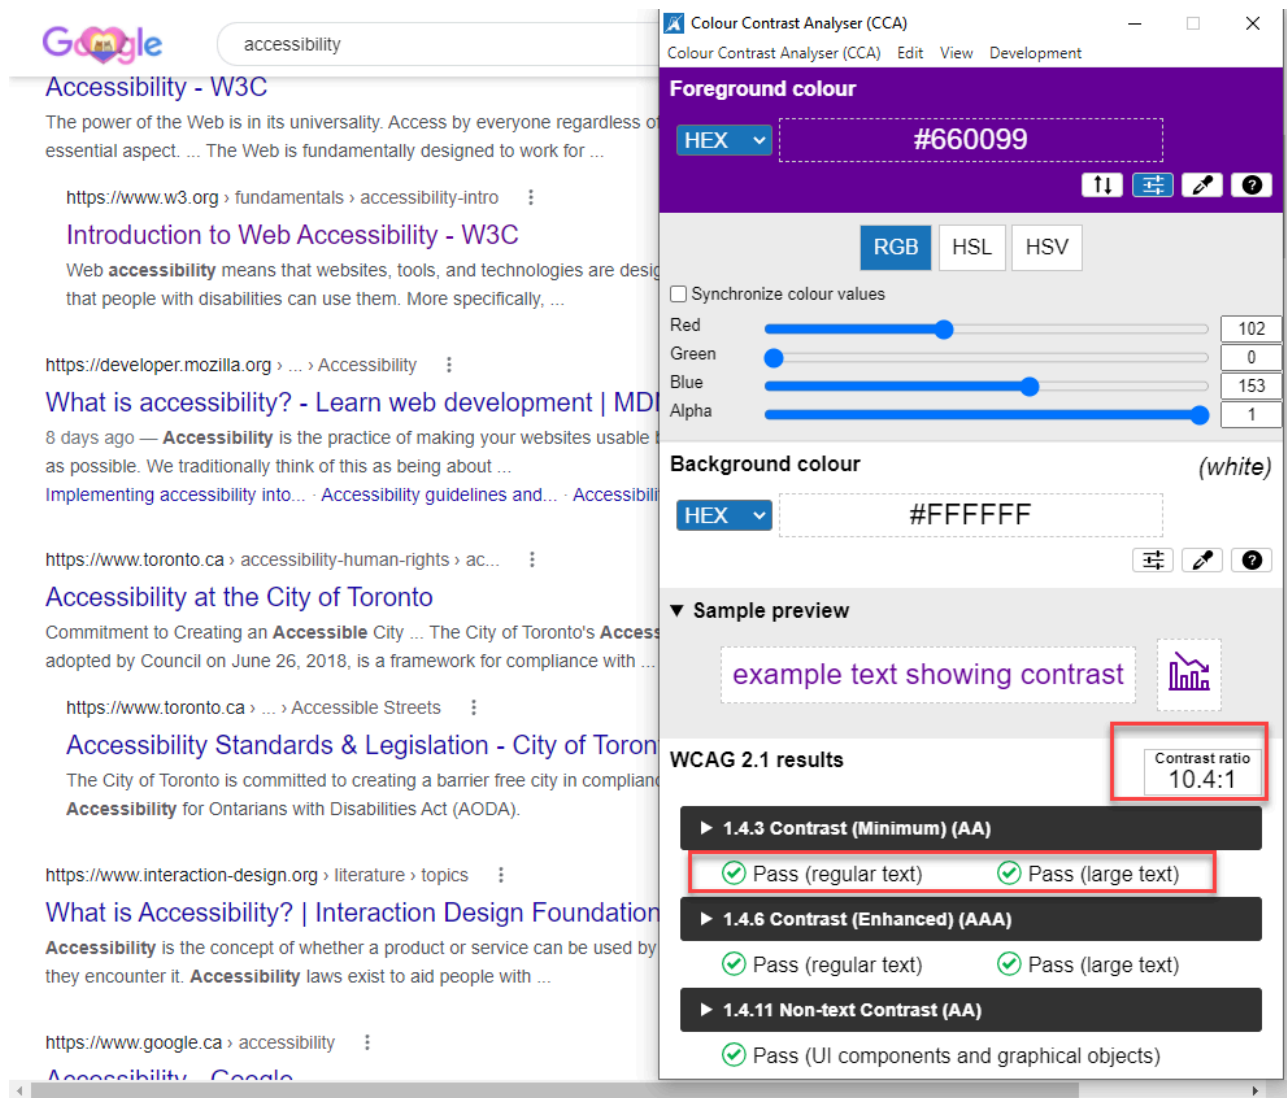 Google
accessibility
Accessibility - W3C
The power of the Web is in its universality. Access by everyone regardless of
essential aspect. ... The Web is fundamentally designed to work for ...
https://www.w3.org › fundamentals › accessibility-intro
Introduction to Web Accessibility - W3C
Web accessibility means that websites, tools, and technologies are desig
that people with disabilities can use them. More specifically, ...
https://developer.mozilla.org › ... › Accessibility
What is accessibility? - Learn web development | MDN
8 days ago — Accessibility is the practice of making your websites usable
as possible. We traditionally think of this as being about ...
Implementing accessibility into... · Accessibility guidelines and... · Accessibili
https://www.toronto.ca › accessibility-human-rights › ac...
Accessibility at the City of Toronto
Commitment to Creating an Accessible City ... The City of Toronto's Access
adopted by Council on June 26, 2018, is a framework for compliance with ...
https://www.toronto.ca › ... › Accessible Streets
Accessibility Standards & Legislation - City of Toron
The City of Toronto is committed to creating a barrier free city in complianc
Accessibility for Ontarians with Disabilities Act (AODA).
https://www.interaction-design.org › literature › topics
What is Accessibility? | Interaction Design Foundation
Accessibility is the concept of whether a product or service can be used by
they encounter it. Accessibility laws exist to aid people with ...
https://www.google.ca › accessibility
Accessibility - Google
Colour Contrast Analyser (CCA)
Colour Contrast Analyser (CCA) Edit View Development
Foreground colour
HEX #660099
RGB HSL HSV
Synchronize colour values
Red 102
Green 0
Blue 153
Alpha 1
Background colour (white)
HEX #FFFFFF
▼ Sample preview
example text showing contrast
WCAG 2.1 results
Contrast ratio
10.4:1
1.4.3 Contrast (Minimum) (AA)
Pass (regular text) Pass (large text)
1.4.6 Contrast (Enhanced) (AAA)
Pass (regular text) Pass (large text)
1.4.11 Non-text Contrast (AA)
Pass (UI components and graphical objects)